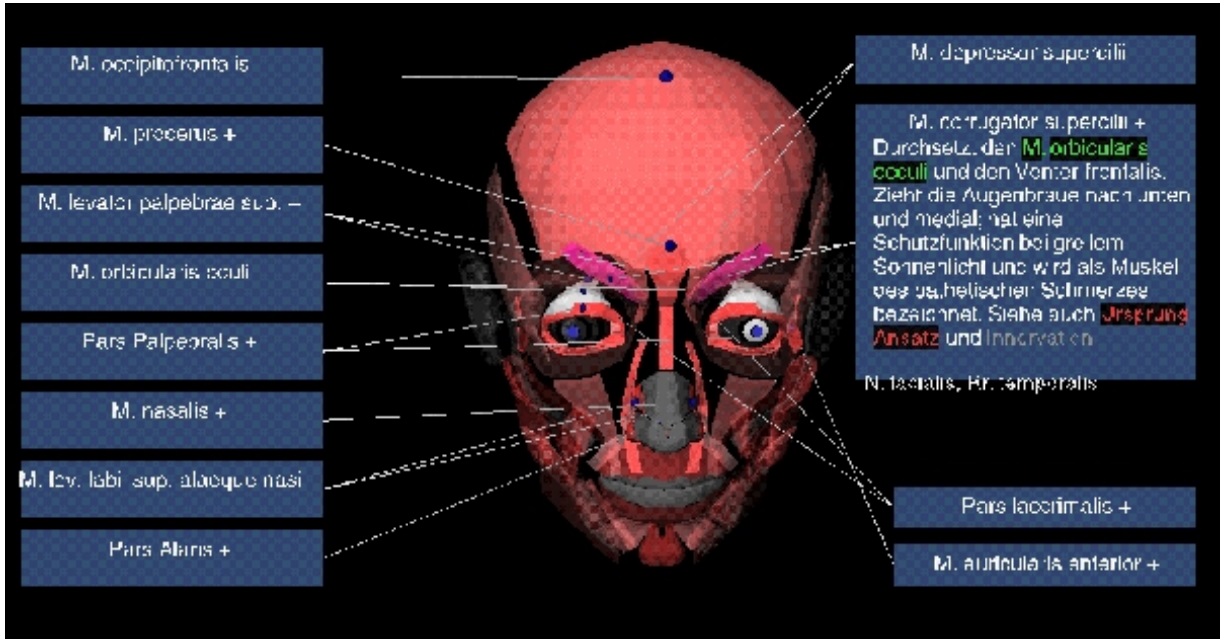 M. occipitofrontalis
M. procerus +
M. levator palpebrae sup. –
M. orbicularis oculi
Pars Palpebralis +
M. nasalis +
M. lev. labii sup. alaeque nasi
Pars Alaris +
M. depressor supercilii
M. corrugator supercilii +
Durchsetzt den M. orbicularis
occuli und den Venter frontalis.
Zieht die Augenbraue nach unten
und medial; hat eine
Schutzfunktion bei grellem
Sonnenlicht und wird als Muskel
des pathetischen Schmerzes
bezeichnet. Siehe auch Ursprung
Ansatz und Innervation
N. facialis, Rr. temporalis
Pars lacerimalis +
M. auricularis anterior +